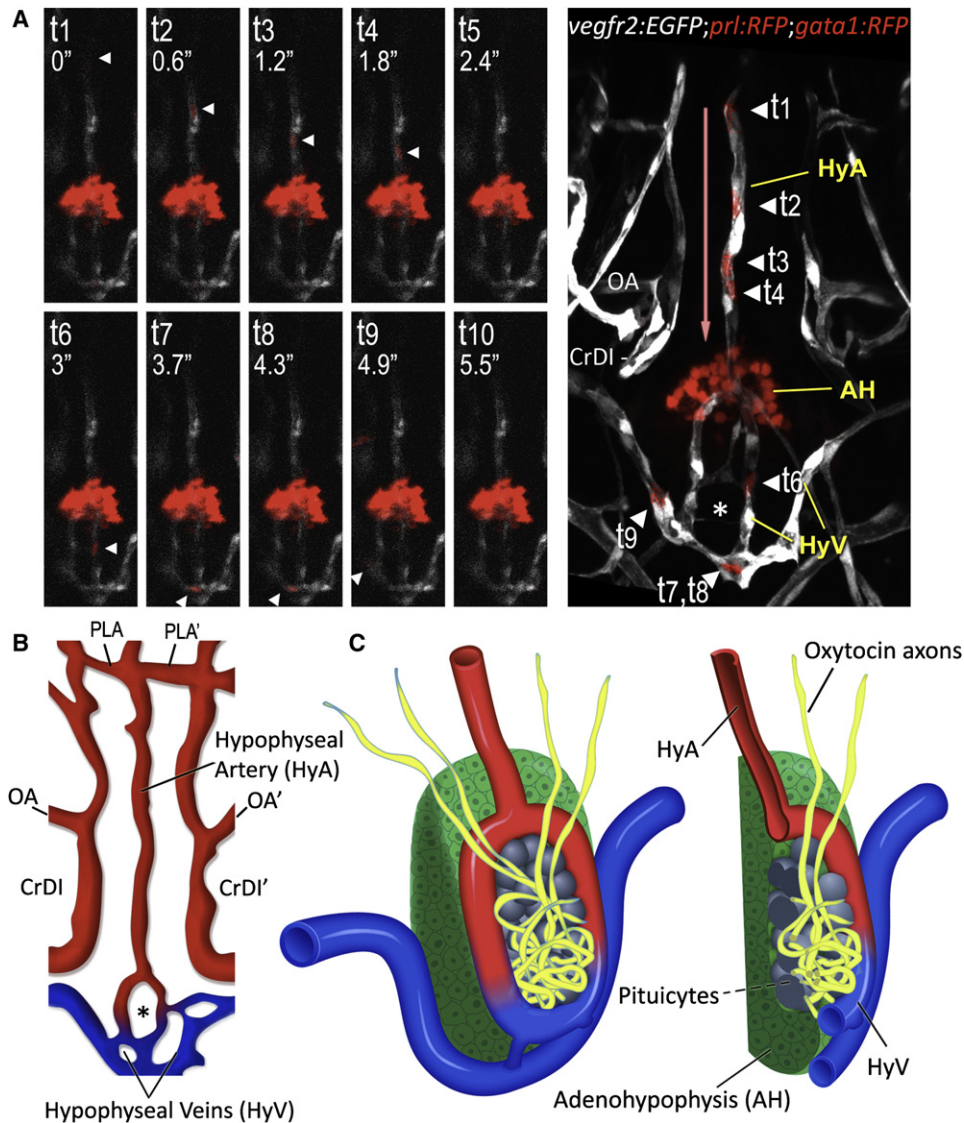 A
t1
0”
t2
0.6”
t3
1.2”
t4
1.8”
t5
2.4”
t6
3”
t7
3.7”
t8
4.3”
t9
4.9”
t10
5.5”
vegfr2:EGFP;prl:RFP;gata1:RFP
t1
HyA
t2
t3
OA
t4
CrDI -
AH
t6
*
t9
HyV
t7,t8
B
PLA PLA’
Hypophyseal
Artery (HyA)
OA
OA’
CrDI
CrDI’
*
Hypophyseal Veins (HyV)
C
Oxytocin axons
HyA
Pituicytes
HyV
Adenohypophysis (AH)